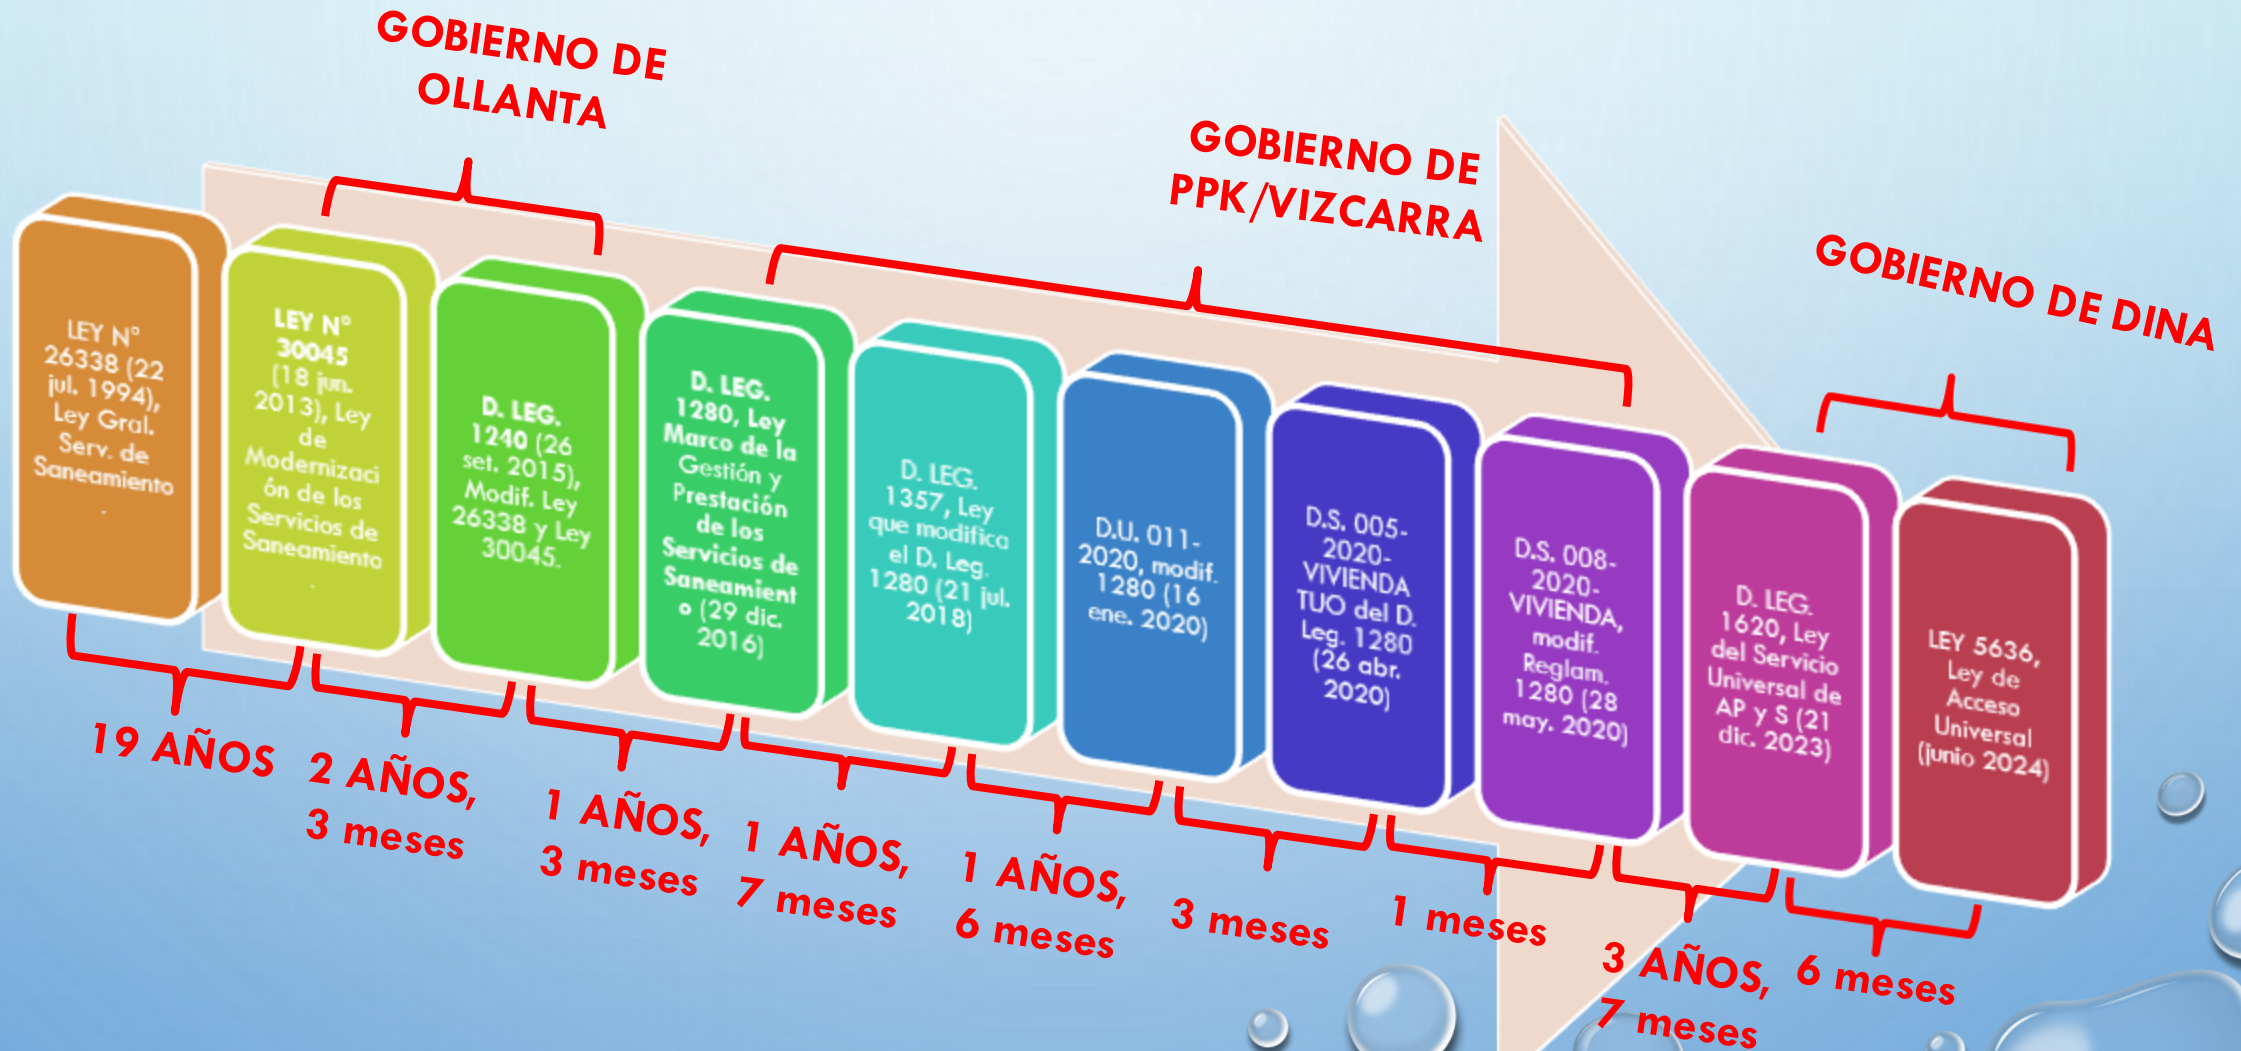 GOBIERNO DE
OLLANTA
GOBIERNO DE
PPK/VIZCARRA
GOBIERNO DE DINA
LEY N°
26338 (22
jul. 1994),
Ley Gral.
Serv. de
Saneamiento
.
LEY N°
30045
(18 jun.
2013), Ley
de
Modernizaci
ón de los
Servicios de
Saneamiento
.
D. LEG.
1240 (26
set. 2015),
Modif. Ley
26338 y Ley
30045.
D. LEG.
1280, Ley
Marco de la
Gestión y
Prestación
de los
Servicios de
Saneamient
o (29 dic.
2016)
D. LEG.
1357, Ley
que modifica
el D. Leg.
1280 (21 jul.
2018)
D.U. 011-
2020, modif.
1280 (16
ene. 2020)
D.S. 005-
2020-
VIVIENDA
TUO del D.
Leg. 1280
(26 abr.
2020)
D.S. 008-
2020-
VIVIENDA,
modif.
Reglam.
1280 (28
may. 2020)
D. LEG.
1620, Ley
del Servicio
Universal de
AP y S (21
dic. 2023)
LEY 5636,
Ley de
Acceso
Universal
(junio 2024)
19 AÑOS
2 AÑOS,
3 meses
1 AÑOS,
3 meses
1 AÑOS,
7 meses
1 AÑOS,
6 meses
3 meses
1 meses
3 AÑOS,
7 meses
6 meses